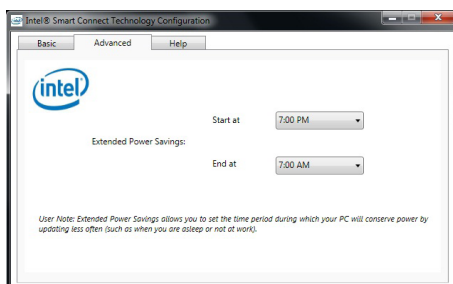 Intel® Smart Connect Technology Configuration
Basic Advanced Help
intel
Start at 7:00 PM
Extended Power Savings:
End at 7:00 AM
User Note: Extended Power Savings allows you to set the time period during which your PC will conserve power by
updating less often (such as when you are asleep or not at work).